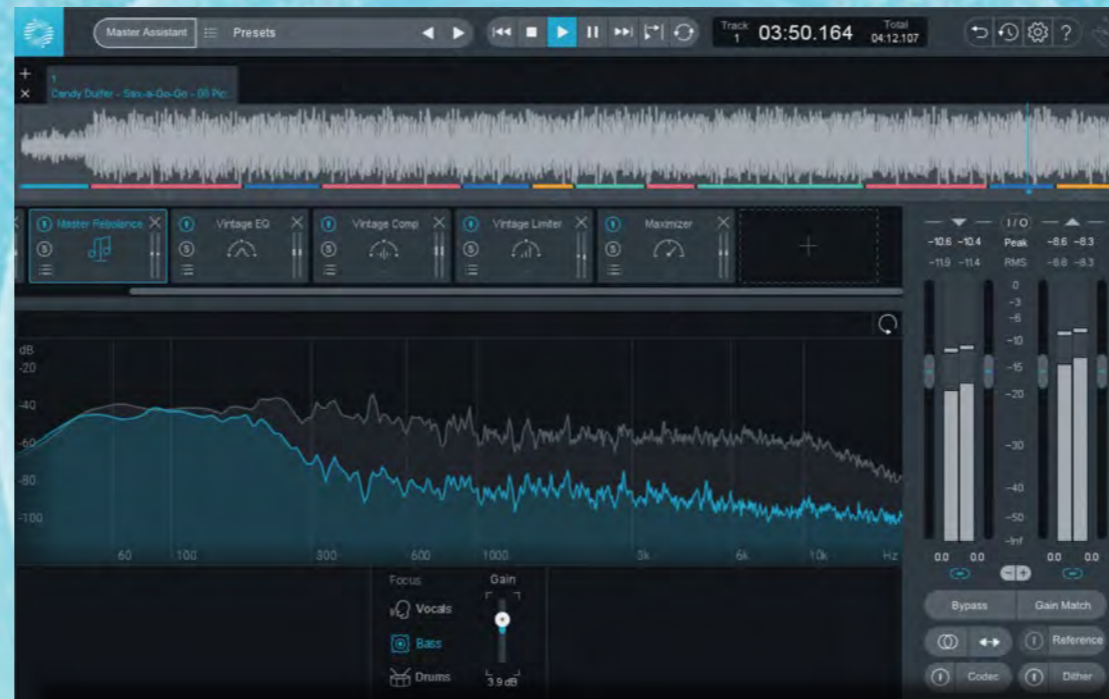 Master Assistant Presets Track 1 03:50.164 Total 04:12.107 ?
1
Candy Dulfer - Sax-a-Go-Go - 06 Pic
Master Rebalance Vintage EQ Vintage Comp Vintage Limiter Maximizer
S S S S S
I/O
-10.6 -10.4 Peak -8.6 -8.3
-11.9 -11.4 RMS -8.8 -8.3
0
-3
-6
-10
-15
-20
-30
-40
-50
-Inf
0.0 0.0 0.0 0.0
dB
-20
-40
-60
-80
-100
60 100 300 600 1000 3k 6k 10k Hz
Focus Gain
Vocals
Bass
Drums 3.9 dB
Bypass Gain Match
Reference
Codec Dither